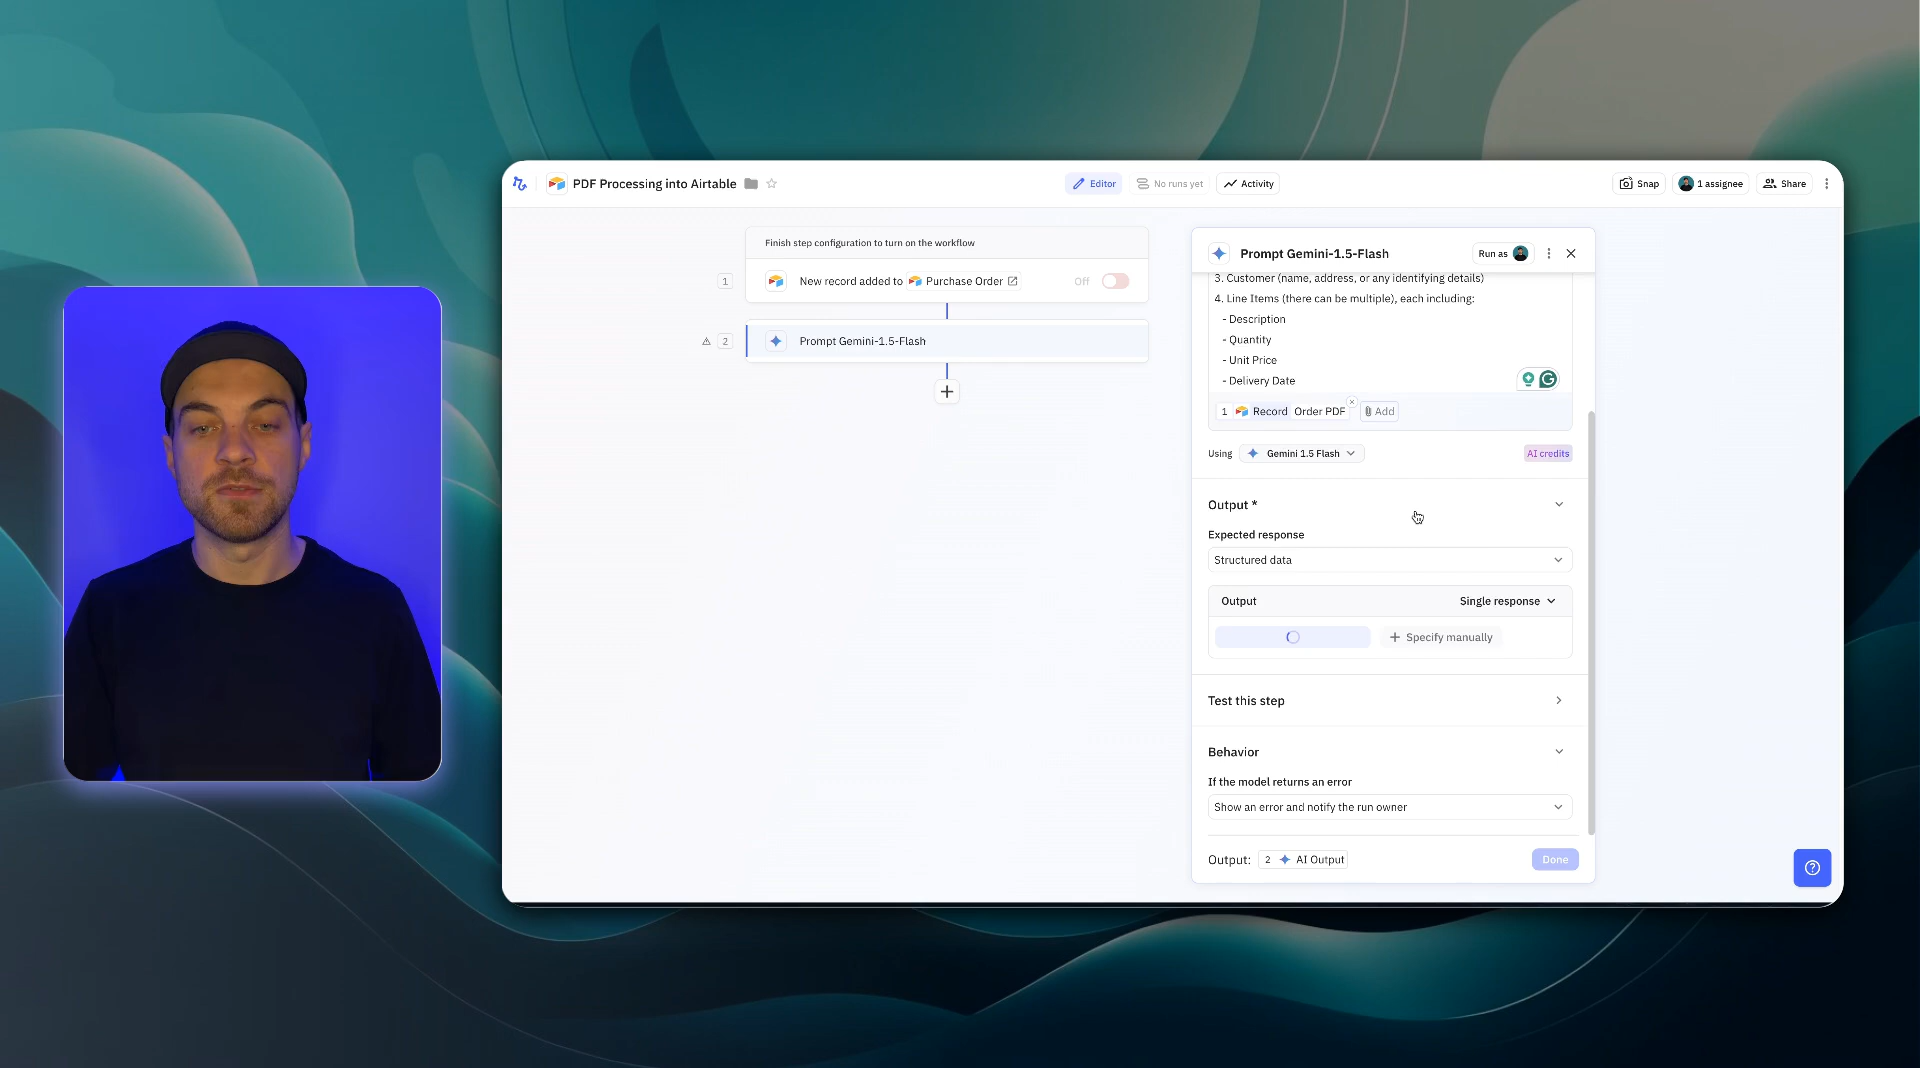 PDF Processing into Airtable
Editor
No runs yet
Activity
Snap
1 assignee
Share
Finish step configuration to turn on the workflow
1
New record added to Purchase Order
Off
2
Prompt Gemini-1.5-Flash
Prompt Gemini-1.5-Flash
Run as
3. Customer (name, address, or any identifying details)
4. Line Items (there can be multiple), each including:
- Description
- Quantity
- Unit Price
- Delivery Date
1 Record Order PDF Add
Using Gemini 1.5 Flash
AI credits
Output *
Expected response
Structured data
Output
Single response
Specify manually
Test this step
Behavior
If the model returns an error
Show an error and notify the run owner
Output: 2 AI Output
Done